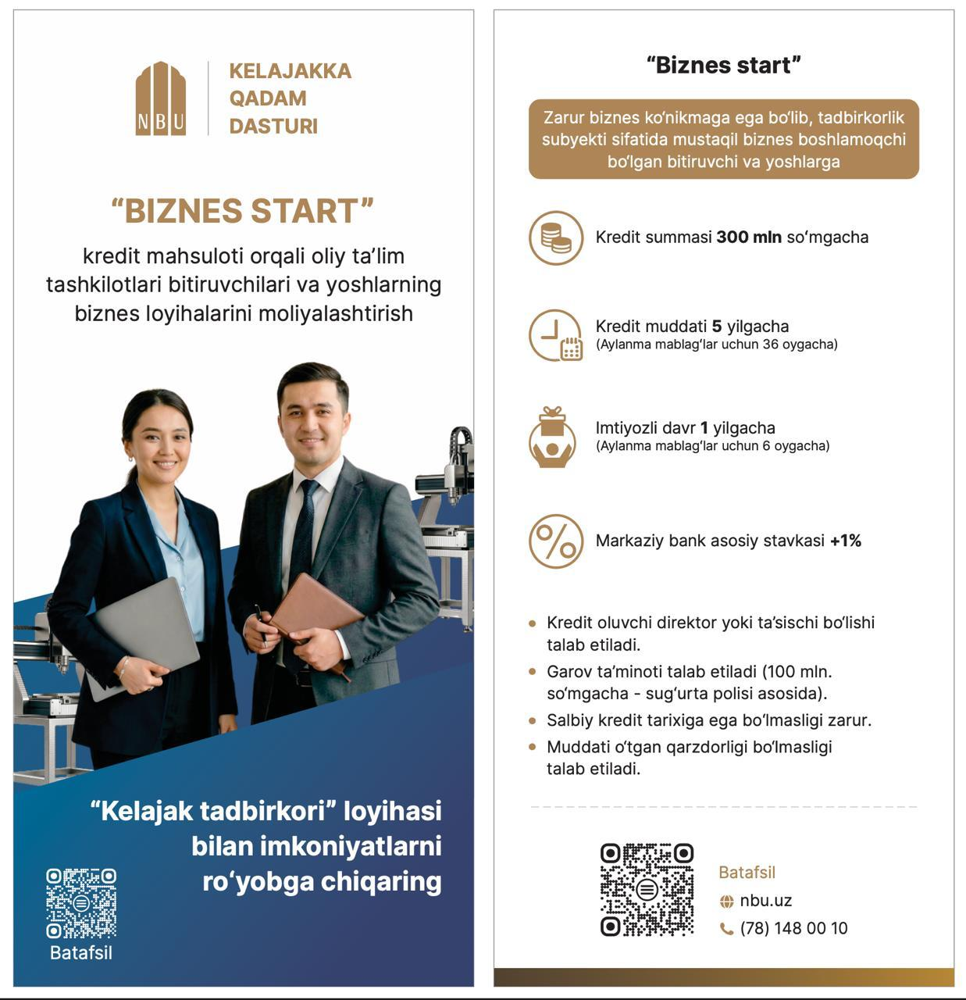 NBU
KELAJAKKA
QADAM
DASTURI
“BIZNES START”
kredit mahsuloti orqali oliy ta’lim
tashkilotlari bitiruvchilari va yoshlarning
biznes loyihalarini moliyalashtirish
“Kelajak tadbirkori” loyihasi
bilan imkoniyatlarni
ro‘yobga chiqaring
Batafsil
“Biznes start”
Zarur biznes ko‘nikmaga ega bo‘lib, tadbirkorlik
subyekti sifatida mustaqil biznes boshlamoqchi
bo‘lgan bitiruvchi va yoshlarga
Kredit summasi 300 mln so‘mgacha
Kredit muddati 5 yilgacha
(Aylanma mablag‘lar uchun 36 oygacha)
Imtiyozli davr 1 yilgacha
(Aylanma mablag‘lar uchun 6 oygacha)
Markaziy bank asosiy stavkasi +1%
• Kredit oluvchi direktor yoki ta’sischi bo‘lishi
talab etiladi.
• Garov ta’minoti talab etiladi (100 mln.
so‘mgacha - sug‘urta polisi asosida).
• Salbiy kredit tarixiga ega bo‘lmasligi zarur.
• Muddati o‘tgan qarzdorligi bo‘lmasligi
talab etiladi.
Batafsil
nbu.uz
(78) 148 00 10